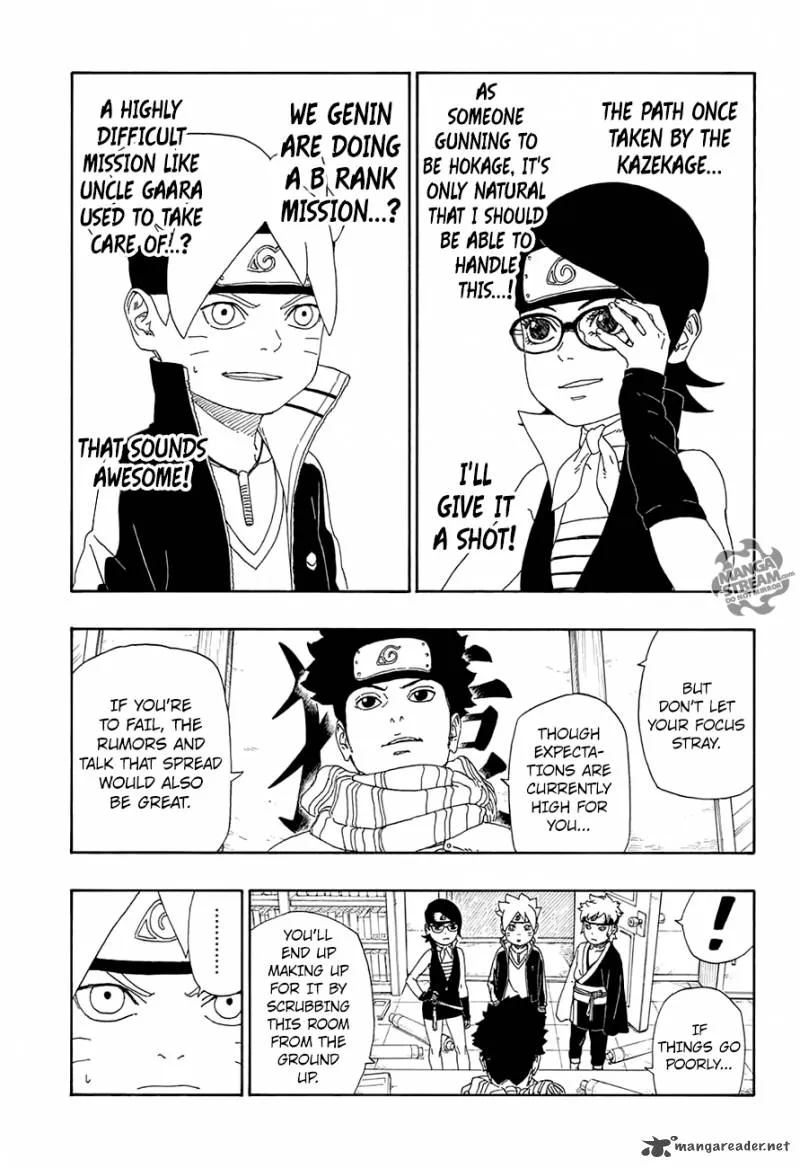 THE PATH ONCE
TAKEN BY THE
KAZEKAGE...
AS
SOMEONE
GUNNING TO
BE HOKAGE, IT'S
ONLY NATURAL
THAT I SHOULD
BE ABLE TO
HANDLE
THIS...!
I'LL
GIVE IT
A SHOT!
WE GENIN
ARE DOING
A B RANK
MISSION...?
A HIGHLY
DIFFICULT
MISSION LIKE
UNCLE GAARA
USED TO TAKE
CARE OF...?
THAT SOUNDS
AWESOME!
MANGA
STREAM.com
DO NOT MIRROR
BUT
DON'T LET
YOUR FOCUS
STRAY.
THOUGH
EXPECTA-
TIONS ARE
CURRENTLY
HIGH FOR
YOU...
IF YOU'RE
TO FAIL, THE
RUMORS AND
TALK THAT SPREAD
WOULD ALSO
BE GREAT.
!
IF
THINGS GO
POORLY...
YOU'LL
END UP
MAKING UP
FOR IT BY
SCRUBBING
THIS ROOM
FROM THE
GROUND
UP.
.........
mangareader.net